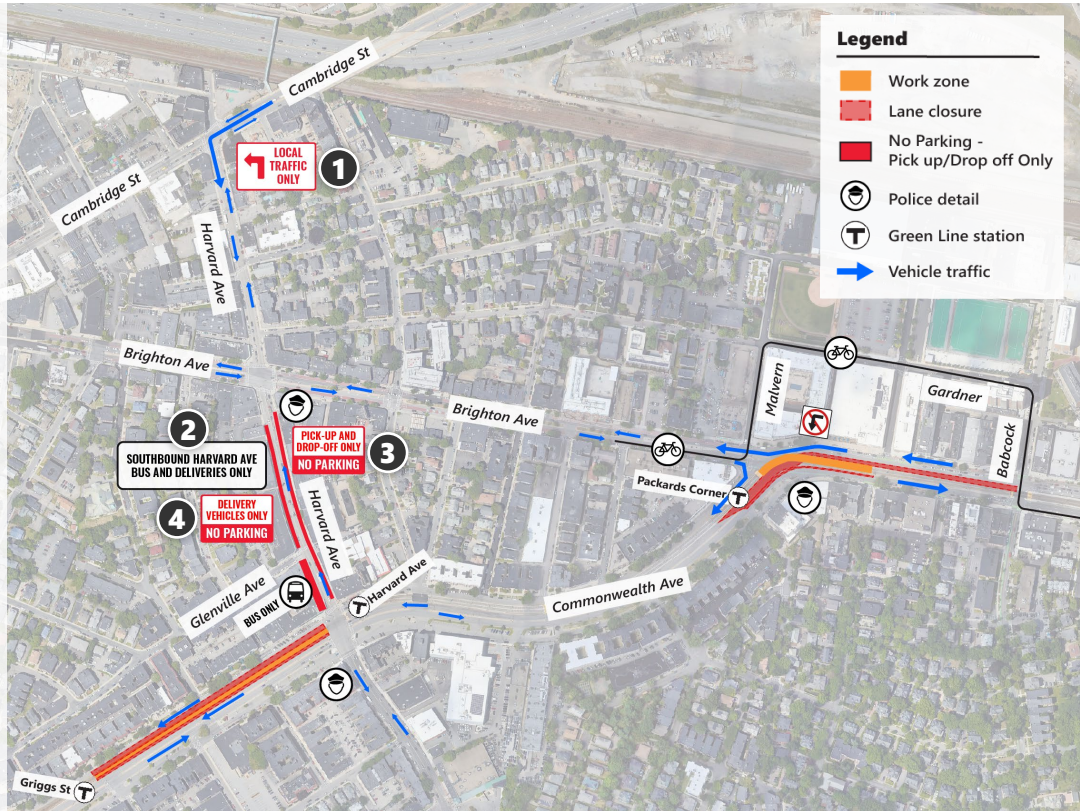 Legend
Work zone
Lane closure
No Parking -
Pick up/Drop off Only
Police detail
T
Green Line station
Vehicle traffic
Cambridge St
LOCAL
TRAFFIC
ONLY
1
Cambridge St
Harvard Ave
Brighton Ave
Brighton Ave
Malvern
Gardner
Babcock
2
SOUTHBOUND HARVARD AVE
BUS AND DELIVERIES ONLY
PICK-UP AND
DROP-OFF ONLY
NO PARKING
3
Packards Corner
T
4
DELIVERY
VEHICLES ONLY
NO PARKING
Harvard Ave
Glenville Ave
BUS ONLY
T
Harvard Ave
Commonwealth Ave
Griggs St
T